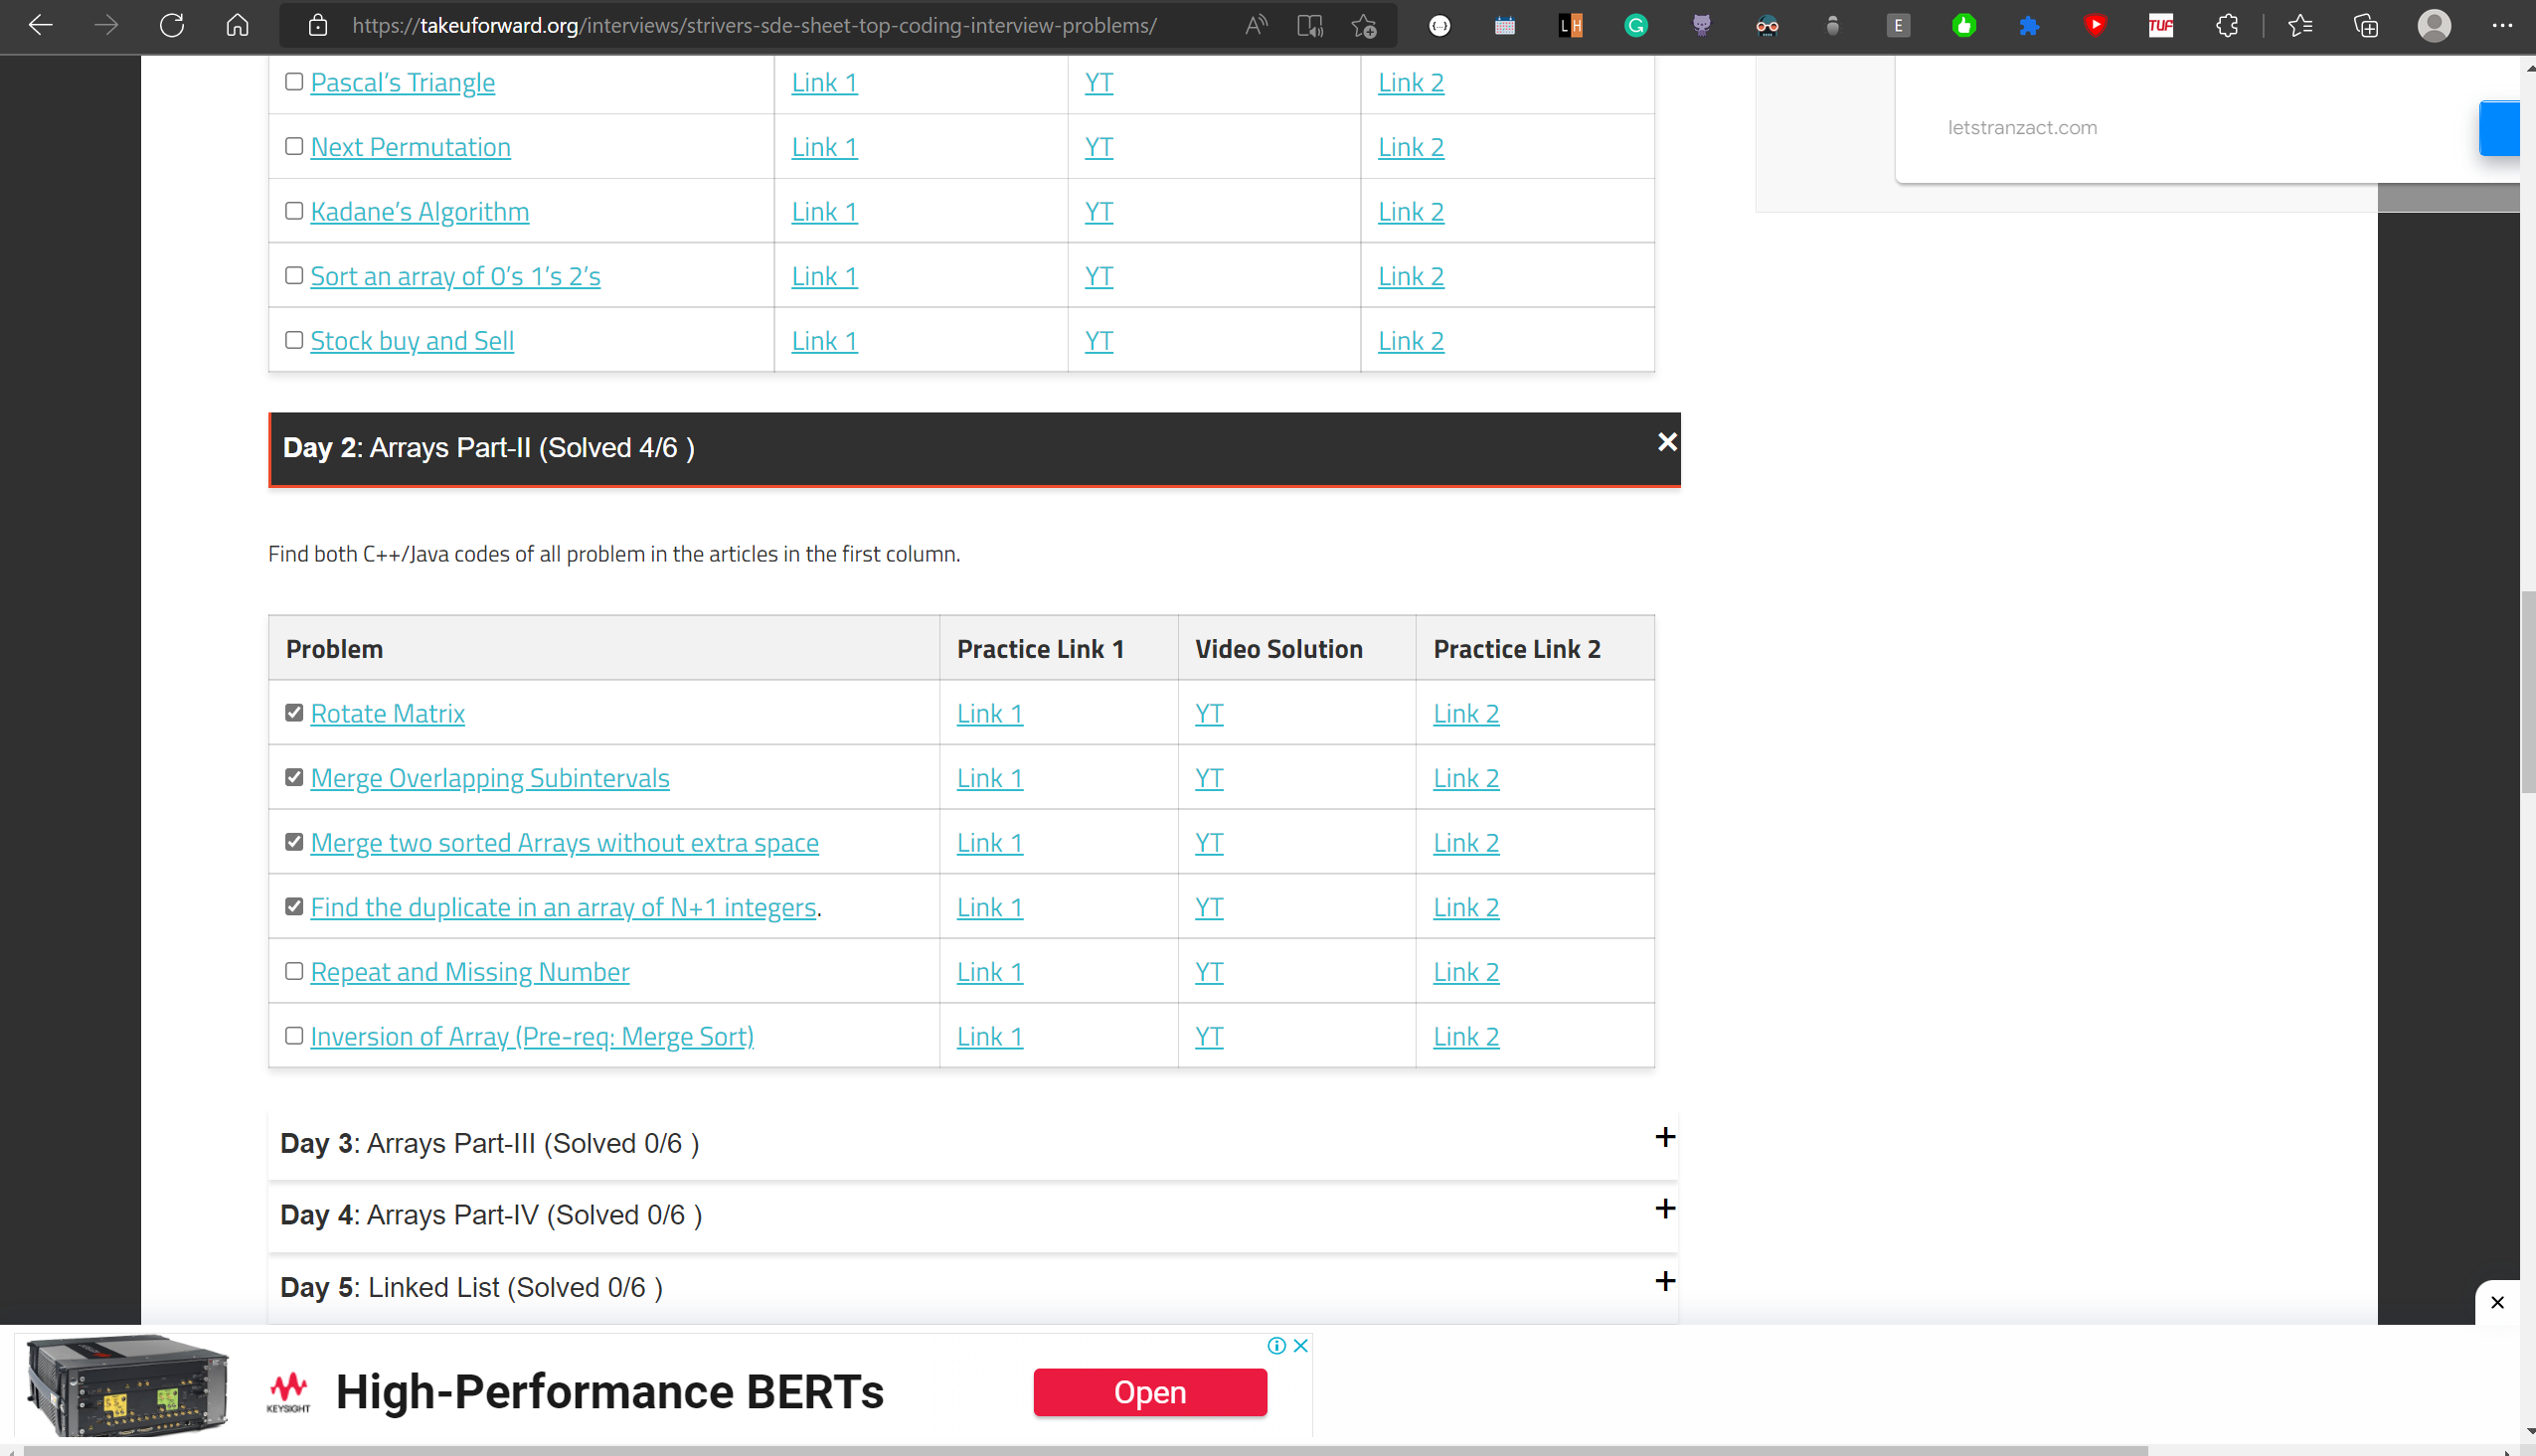 https://takeuforward.org/interviews/strivers-sde-sheet-top-coding-interview-problems/
Pascal’s Triangle Link 1 YT Link 2
Next Permutation Link 1 YT Link 2
Kadane’s Algorithm Link 1 YT Link 2
Sort an array of 0’s 1’s 2’s Link 1 YT Link 2
Stock buy and Sell Link 1 YT Link 2
letstranzact.com
Day 2: Arrays Part-II (Solved 4/6 )
Find both C++/Java codes of all problem in the articles in the first column.
Problem Practice Link 1 Video Solution Practice Link 2
Rotate Matrix Link 1 YT Link 2
Merge Overlapping Subintervals Link 1 YT Link 2
Merge two sorted Arrays without extra space Link 1 YT Link 2
Find the duplicate in an array of N+1 integers. Link 1 YT Link 2
Repeat and Missing Number Link 1 YT Link 2
Inversion of Array (Pre-req: Merge Sort) Link 1 YT Link 2
Day 3: Arrays Part-III (Solved 0/6 )
Day 4: Arrays Part-IV (Solved 0/6 )
Day 5: Linked List (Solved 0/6 )
KEYSIGHT
High-Performance BERTs
Open